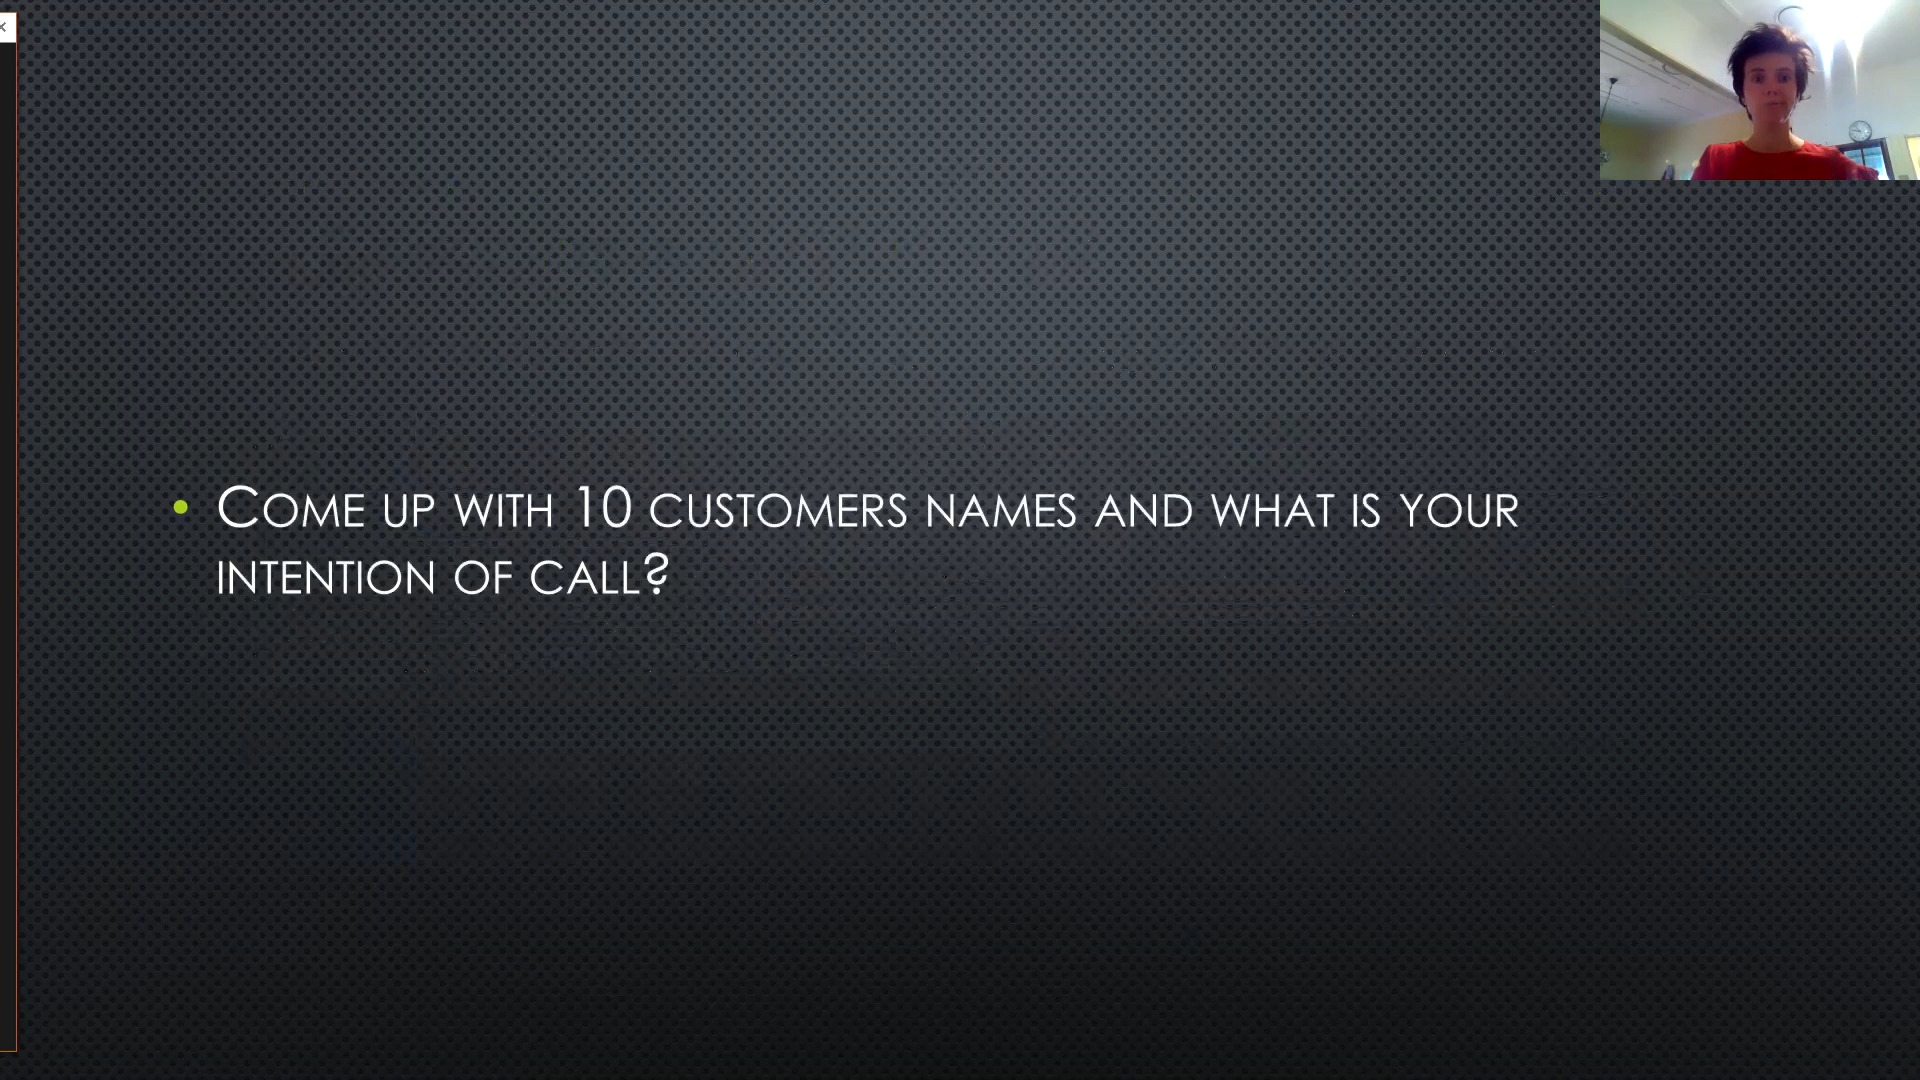 • Come up with 10 customers names and what is your
intention of call?